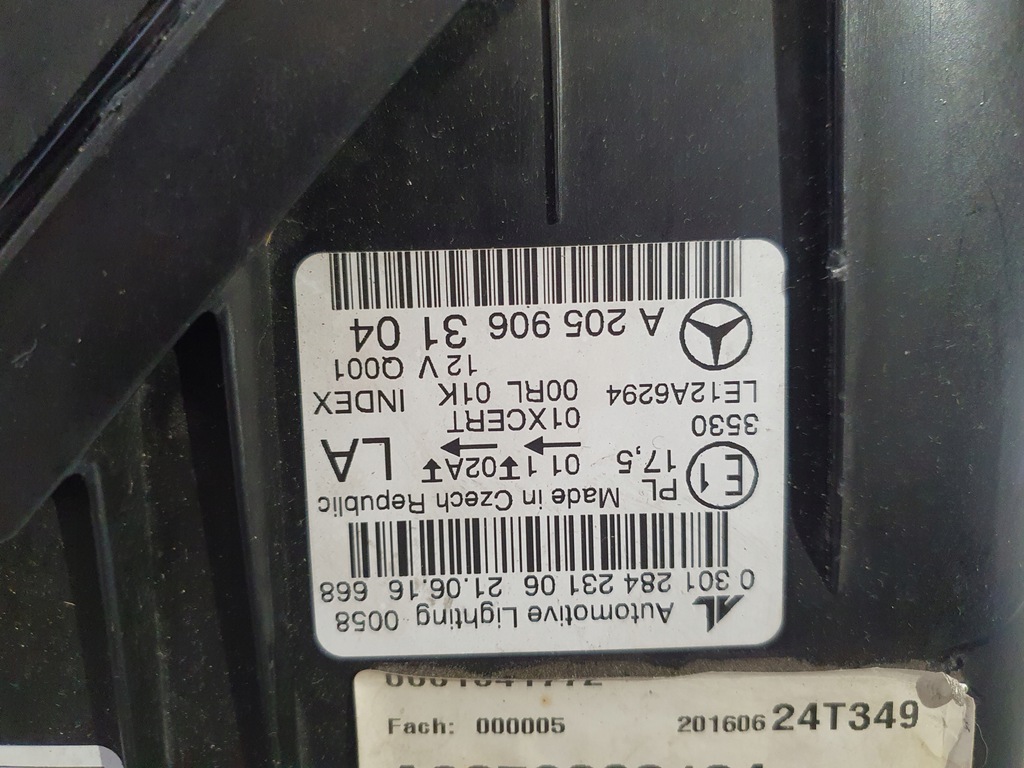 Automotive Lighting 0058
0 301 284 231 06 21.06.16 668
Made in Czech Republic
E1 PL 17,5
01 1 02A LA
3530 01XCERT
LE12A6294 00RL 01K INDEX
12V Q001
A 205 906 31 04
Fach: 000005 201606 24T349